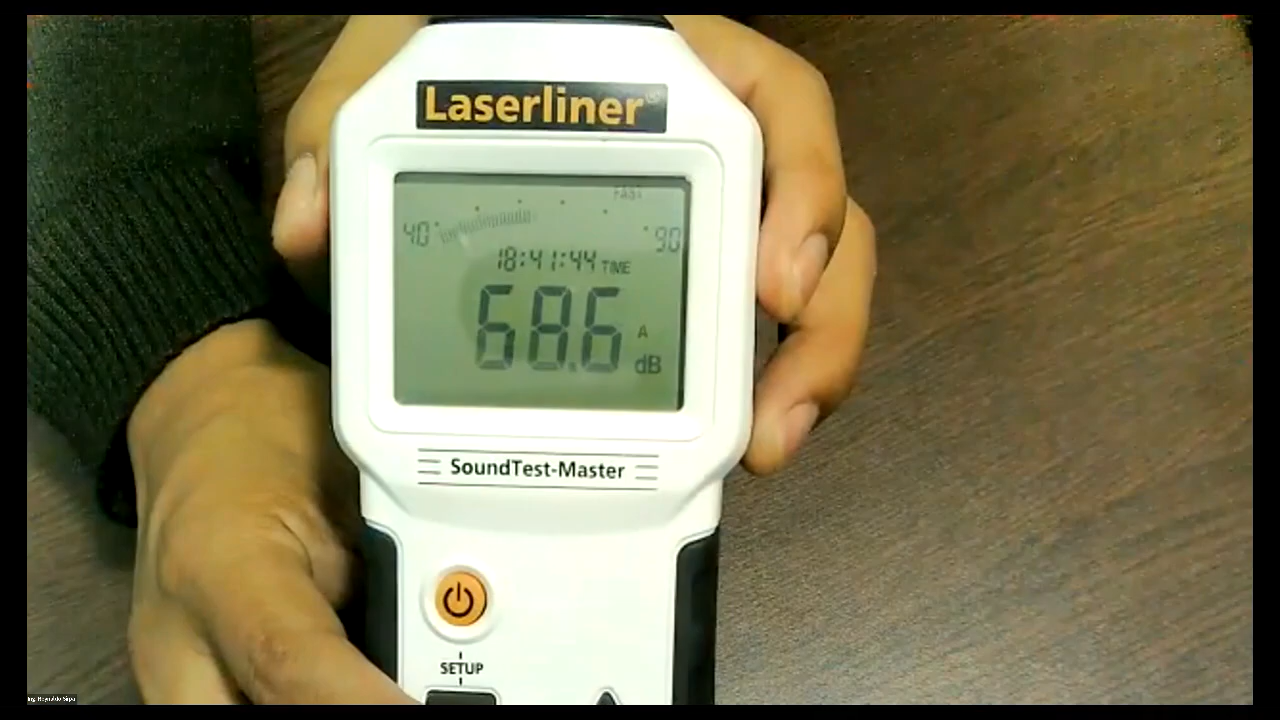 Laserliner®
FAST
40 90
18:41:44 TIME
68.6 A dB
SoundTest-Master
SETUP